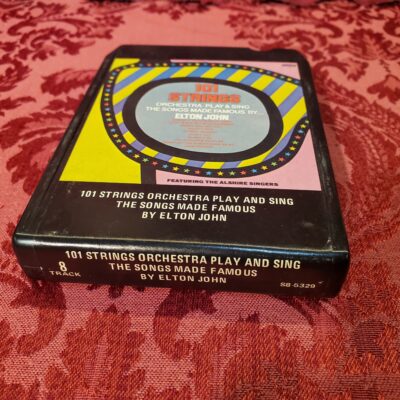 101
STRINGS
ORCHESTRA PLAY & SING
THE SONGS MADE FAMOUS BY...
ELTON JOHN
FEATURING THE ALSHIRE SINGERS
101 STRINGS ORCHESTRA PLAY AND SING
THE SONGS MADE FAMOUS
BY ELTON JOHN
101 STRINGS ORCHESTRA PLAY AND SING
8
TRACK
THE SONGS MADE FAMOUS
BY ELTON JOHN
S8-5329